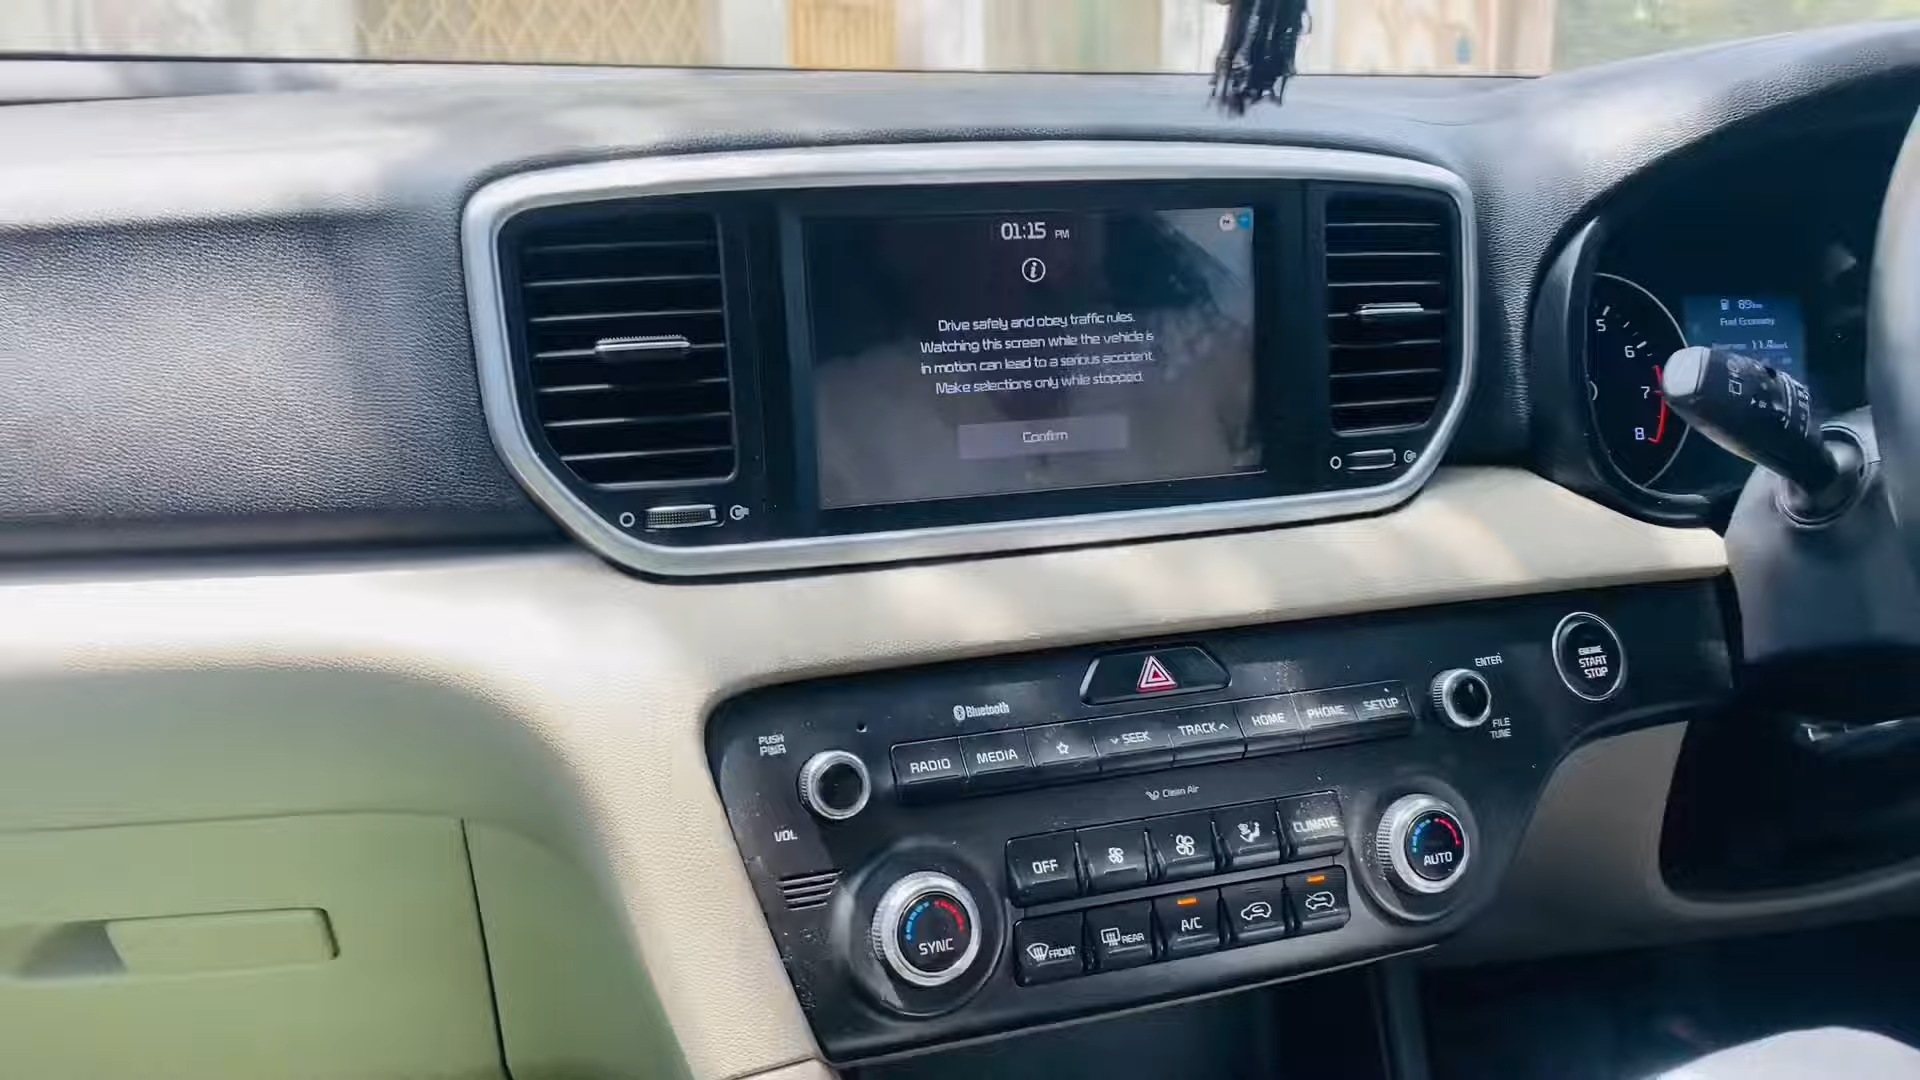 01:15 PM
Drive safely and obey traffic rules.
Watching this screen while the vehicle is
in motion can lead to a serious accident.
Make selections only while stopped.
Confirm
5
6
7
8
89km
Fuel Economy
ENGINE
START
STOP
ENTER
FILE
TUNE
Bluetooth
PUSH
PWR
VOL
RADIO
MEDIA
SEEK
TRACK
HOME
PHONE
SETUP
Clean Air
OFF
CLIMATE
FRONT
REAR
A/C
SYNC
AUTO